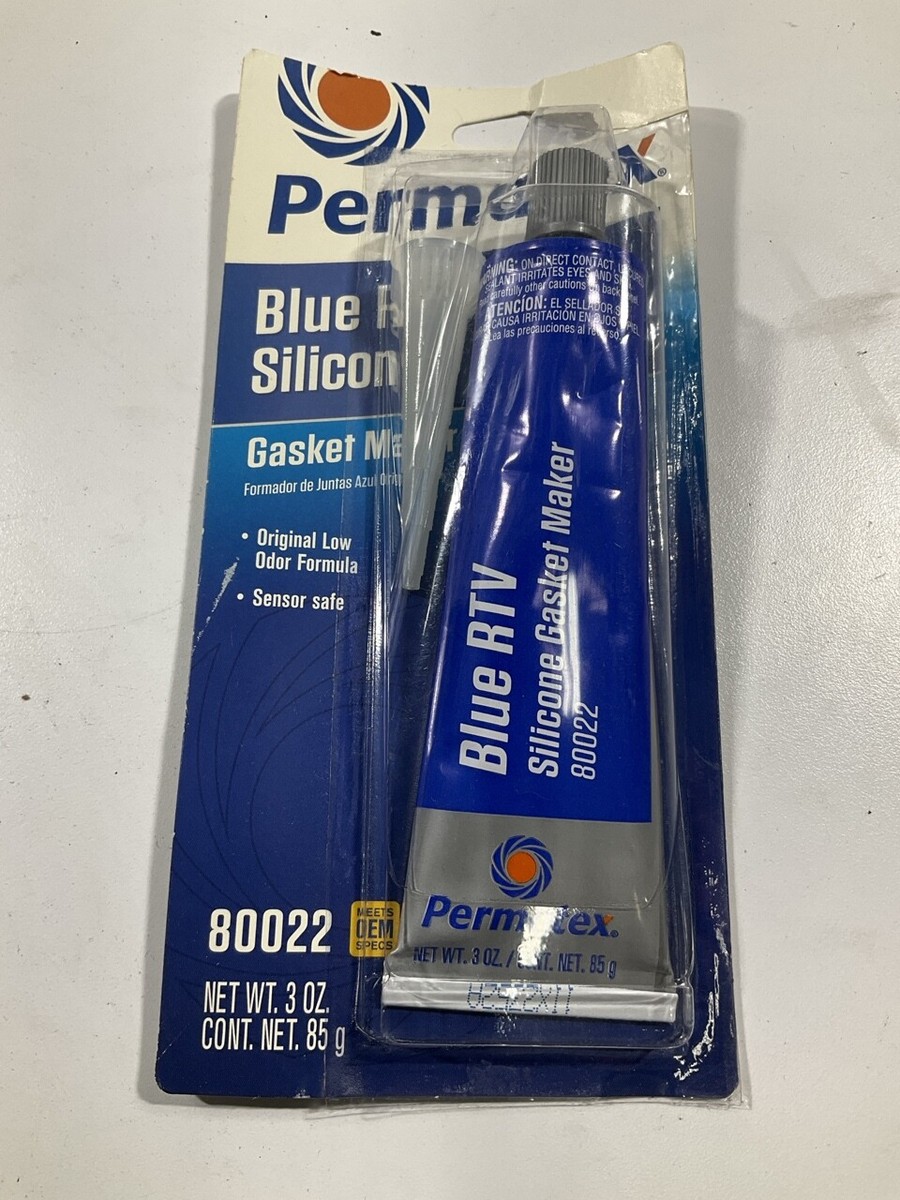 Perma
Blue R
Silicon
Gasket Ma
Formador de Juntas Azul
• Original Low
Odor Formula
• Sensor safe
80022
MEETS
OEM
SPECS
NET WT. 3 OZ.
CONT. NET. 85 g
ON DIRECT CONTACT,
SEALANT IRRITATES EYES AND
carefully other cautions on back
ATENCÍON: EL SELLADOR
CAUSA IRRITACIÓN EN OJOS
Lea las precauciones al reverso
Blue RTV
Silicone Gasket Maker
80022
Permatex®
NET WT. 3 OZ. / CONT. NET. 85 g